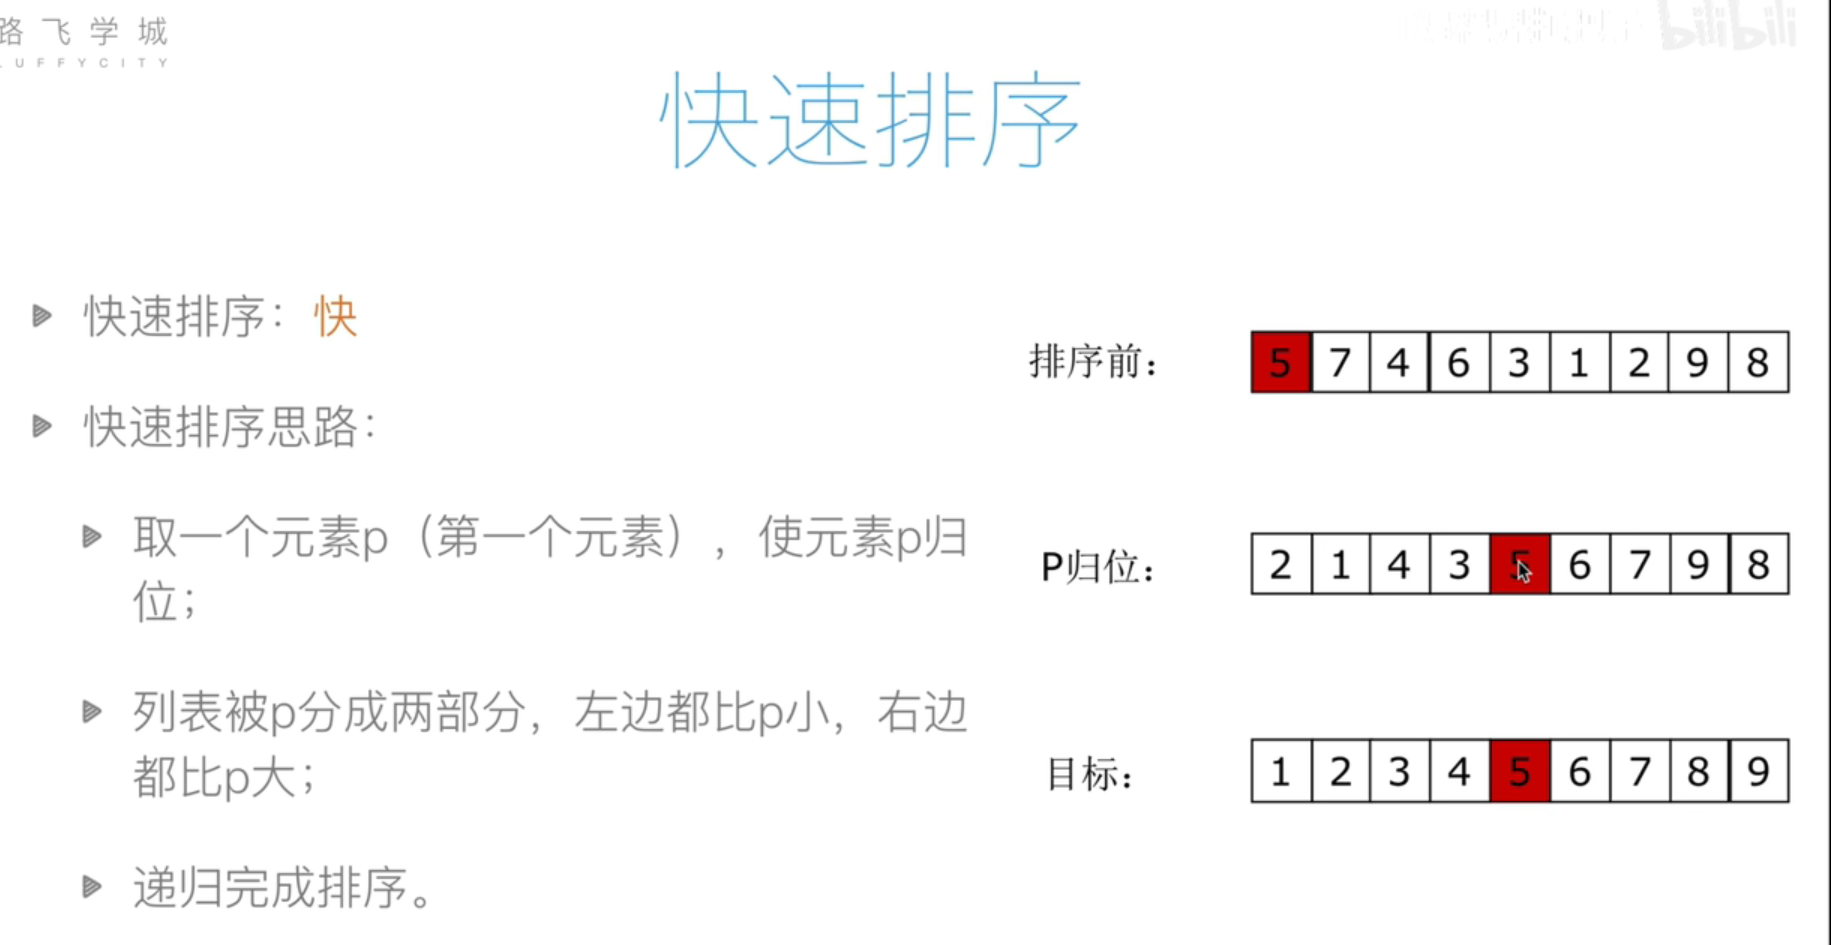 路飞学城
LUFFYCITY
bilibili
快速排序
快速排序：快
快速排序思路：
取一个元素p（第一个元素），使元素p归
位；
列表被p分成两部分，左边都比p小，右边
都比p大；
递归完成排序。
排序前：
5 7 4 6 3 1 2 9 8
P归位：
2 1 4 3 5 6 7 9 8
目标：
1 2 3 4 5 6 7 8 9